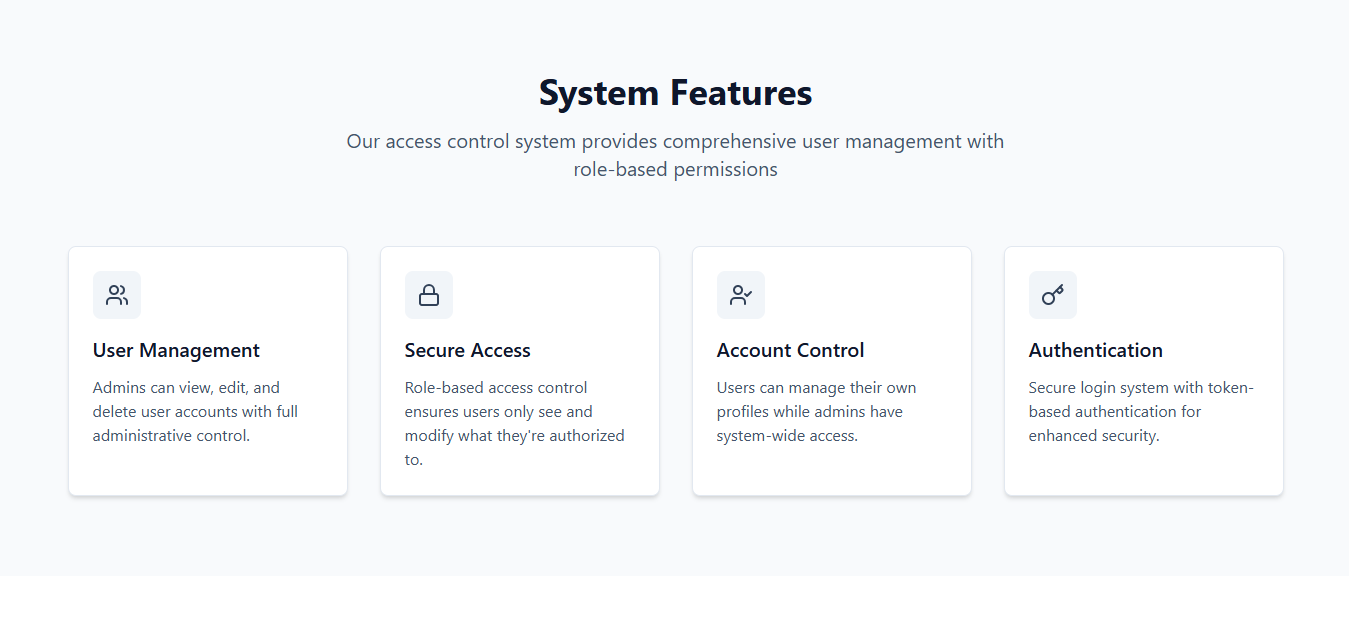 System Features
Our access control system provides comprehensive user management with
role-based permissions
User Management
Admins can view, edit, and
delete user accounts with full
administrative control.
Secure Access
Role-based access control
ensures users only see and
modify what they're authorized
to.
Account Control
Users can manage their own
profiles while admins have
system-wide access.
Authentication
Secure login system with token-
based authentication for
enhanced security.